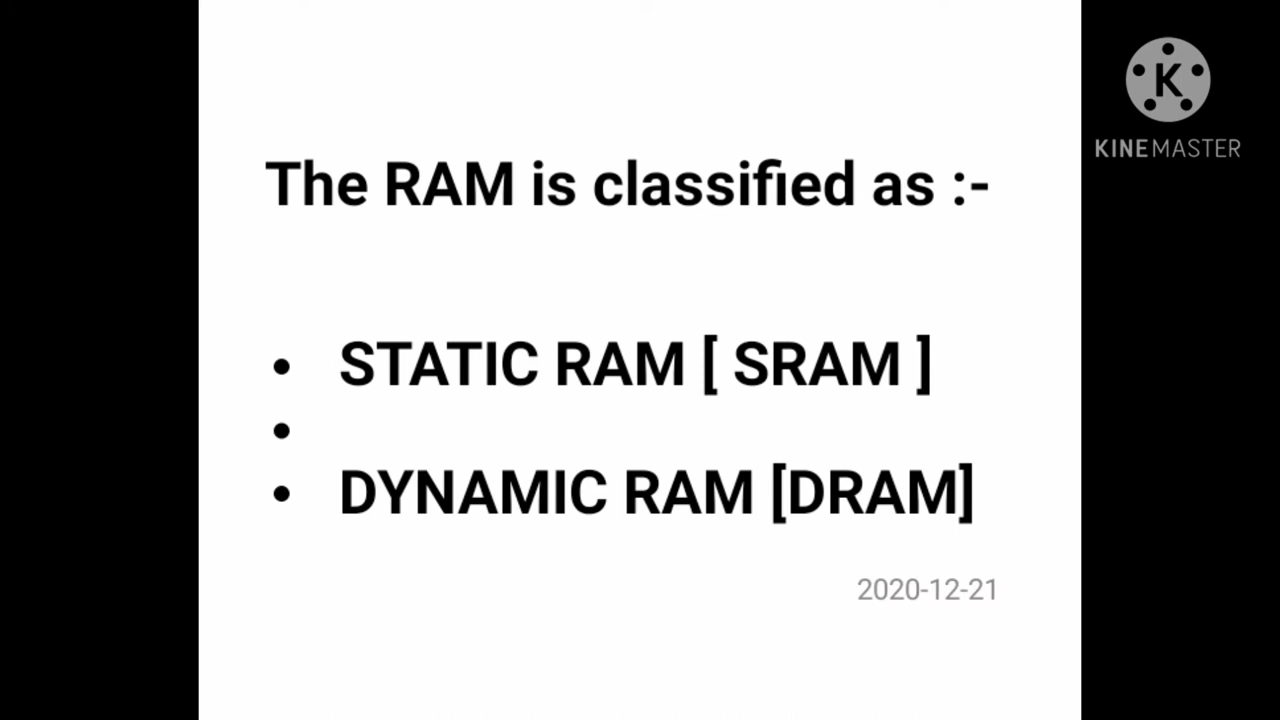 The RAM is classified as :-
• STATIC RAM [ SRAM ]
•
• DYNAMIC RAM [DRAM]
2020-12-21
K
KINEMASTER